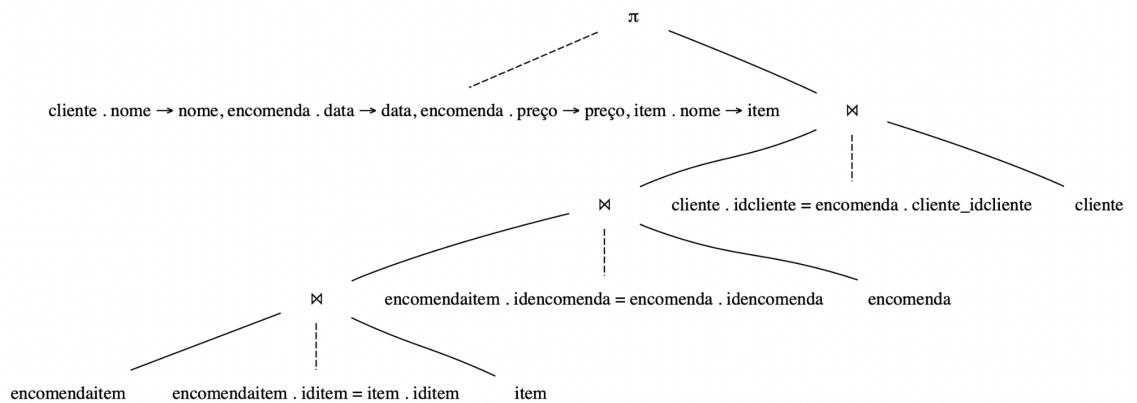 π
cliente . nome → nome, encomenda . data → data, encomenda . preço → preço, item . nome → item
⋈
⋈
cliente . idcliente = encomenda . cliente_idcliente
cliente
⋈
encomendaitem . idencomenda = encomenda . idencomenda
encomenda
encomendaitem
encomendaitem . iditem = item . iditem
item